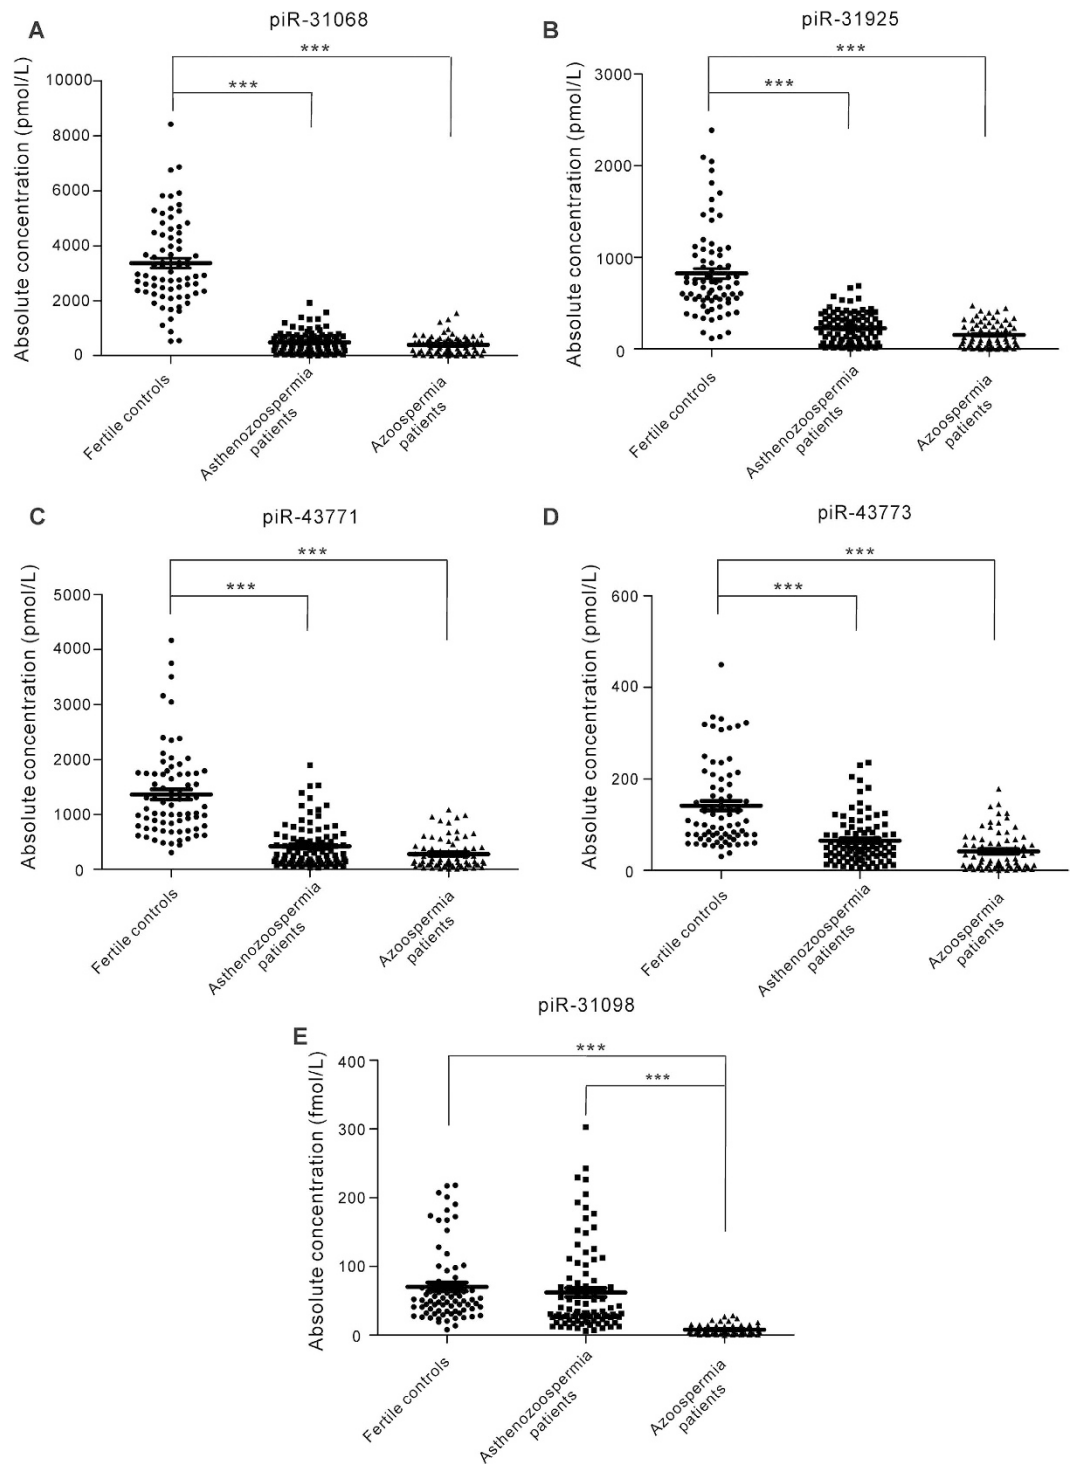 A
piR-31068
Absolute concentration (pmol/L)
***
***
10000
8000
6000
4000
2000
0
Fertile controls
Asthenozoospermia
patients
Azoospermia
patients
B
piR-31925
Absolute concentration (pmol/L)
***
***
3000
2000
1000
0
Fertile controls
Asthenozoospermia
patients
Azoospermia
patients
C
piR-43771
Absolute concentration (pmol/L)
***
***
5000
4000
3000
2000
1000
0
Fertile controls
Asthenozoospermia
patients
Azoospermia
patients
D
piR-43773
Absolute concentration (pmol/L)
***
***
600
400
200
0
Fertile controls
Asthenozoospermia
patients
Azoospermia
patients
E
piR-31098
Absolute concentration (fmol/L)
***
***
400
300
200
100
0
Fertile controls
Asthenozoospermia
patients
Azoospermia
patients